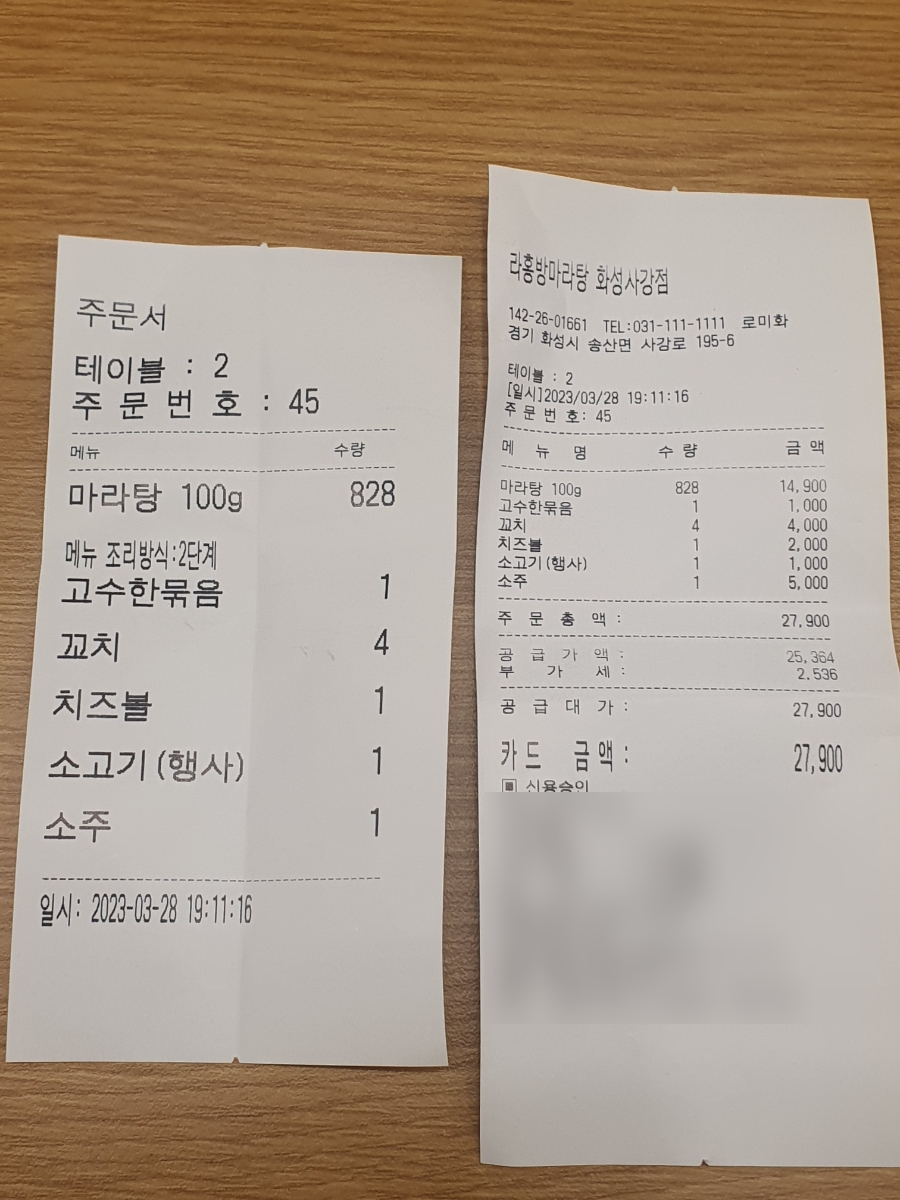 주문서
테이블 : 2
주 문 번 호 : 45
메뉴 수량
마라탕 100g 828
메뉴 조리방식:2단계
고수한묶음 1
꼬치 4
치즈볼 1
소고기(행사) 1
소주 1
일시: 2023-03-28 19:11:16
라홍방마라탕 화성사강점
142-26-01661 TEL:031-111-1111 로미화
경기 화성시 송산면 사강로 195-6
테이블 : 2
[일시]2023/03/28 19:11:16
주 문 번 호: 45
메 뉴 명 수 량 금 액
마라탕 100g 828 14,900
고수한묶음 1 1,000
꼬치 4 4,000
치즈볼 1 2,000
소고기(행사) 1 1,000
소주 1 5,000
주 문 총 액 : 27,900
공 급 가 액 : 25,364
부 가 세 : 2,536
공 급 대 가 : 27,900
카드 금액 : 27,900
▣ 신용승인